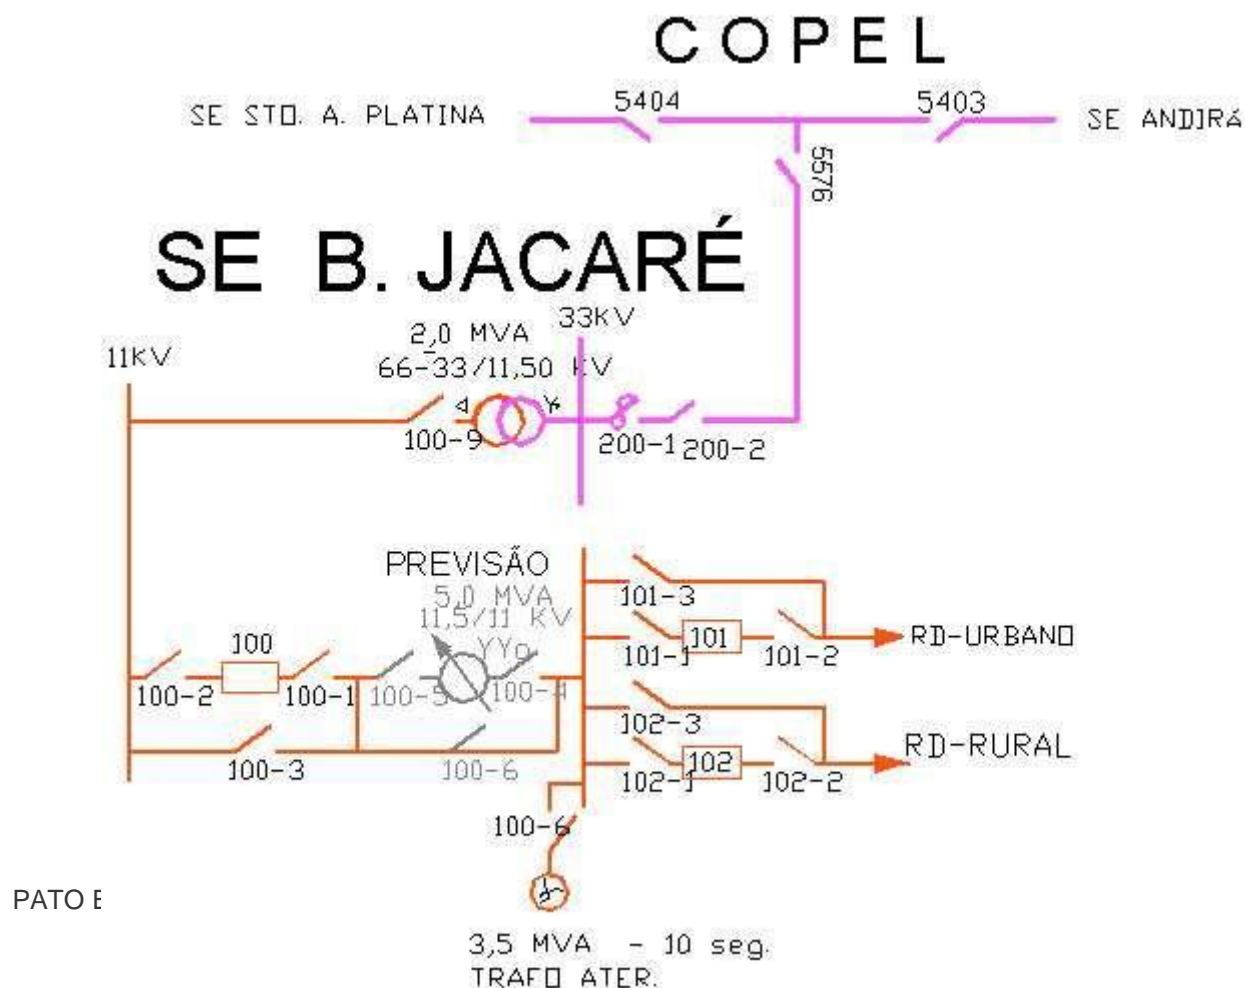 COPEL
SE STO. A. PLATINA
5404
5403
SE ANDIRÁ
5576
SE B. JACARÉ
33KV
2,0 MVA
11KV
66-33/11,50 KV
100-9
200-1
200-2
PREVISÃO
5,0 MVA
11,5/11 KV
YYo
101-3
100
101
RD-URBANO
101-1
101-2
100-2
100-1
100-5
100-4
102-3
RD-RURAL
100-3
100-6
102
102-1
102-2
100-6
PATO
3,5 MVA - 10 seg.
TRAFO ATER.